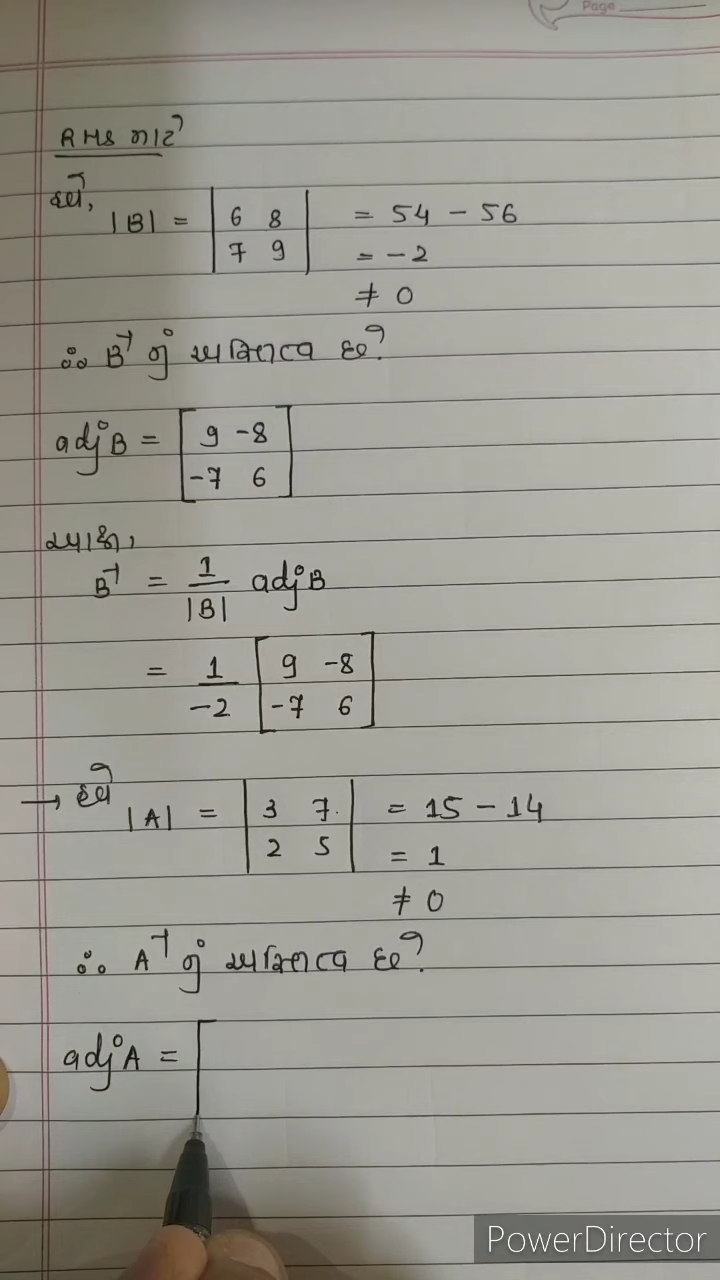 Page
RHS માટે
હવે,
|B| = | 6 8 | = 54 - 56
| 7 9 | = -2
≠ 0
∴ B⁻¹ નું અસ્તિત્વ છે.
adj B = [ 9 -8 ]
[ -7 6 ]
આથી,
B⁻¹ = 1/|B| adj B
= 1/-2 [ 9 -8 ]
[ -7 6 ]
→ હવે
|A| = | 3 7 | = 15 - 14
| 2 5 | = 1
≠ 0
∴ A⁻¹ નું અસ્તિત્વ છે.
adj A = [
PowerDirector